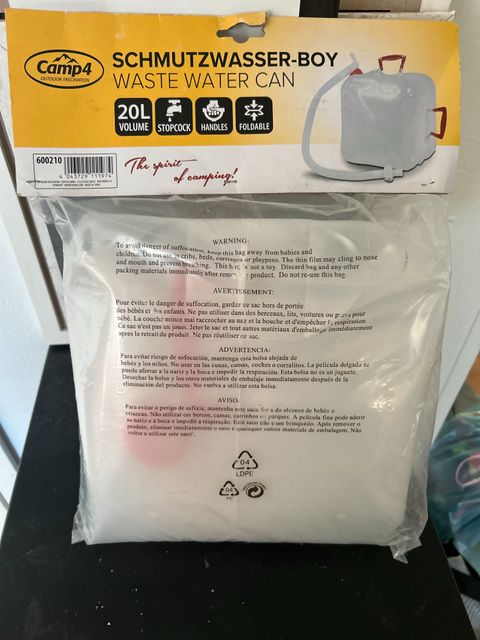 Camp4
OUTDOOR FASCINATION
SCHMUTZWASSER-BOY
WASTE WATER CAN
20L
VOLUME
STOPCOCK
HANDLES
FOLDABLE
600210
4 043729 111974
The spirit
of camping!
WARNING:
To avoid danger of suffocation, keep this bag away from babies and
children. Do not use in cribs, beds, carriages or playpens. The thin film may cling to nose
and mouth and prevent breathing. This bag is not a toy. Discard bag and any other
packing materials immediately after removing product. Do not re-use this bag.
AVERTISSEMENT:
Pour éviter le danger de suffocation, gardez ce sac hors de portée
des bébés et des enfants. Ne pas utiliser dans des berceaux, lits, voitures ou parcs pour
bébé. La couche mince mai raccrocher au nez et la bouche et d'empêcher la respiration.
Ce sac n'est pas un jouet. Jeter le sac et tout autres matériaux d'emballage immédiatement
après le retrait du produit. Ne pas réutiliser ce sac.
ADVERTENCIA:
Para evitar riesgo de sofocación, mantenga esta bolsa alejada de
bebés y los niños. No use en las cunas, camas, coches o corralitos. La película delgada se
puede aferrar a la nariz y la boca e impedir la respiración. Esta bolsa no es un juguete.
Desechar la bolsa y los otros materiales de embalaje inmediatamente después de la
eliminación del producto. No vuelva a utilizar esta bolsa.
AVISO:
Para evitar o perigo de asfixia, mantenha este saco fora do alcance de bebés e
crianças. Não utilizar em berços, camas, carrinhos ou parques. A película fina pode aderir
ao nariz e à boca e impedir a respiração. Este saco não é um brinquedo. Após remover o
produto, eliminar imediatamente o saco e quaisquer outros materiais de embalagem. Não
voltar a utilizar este saco.
04
LDPE
04
PE